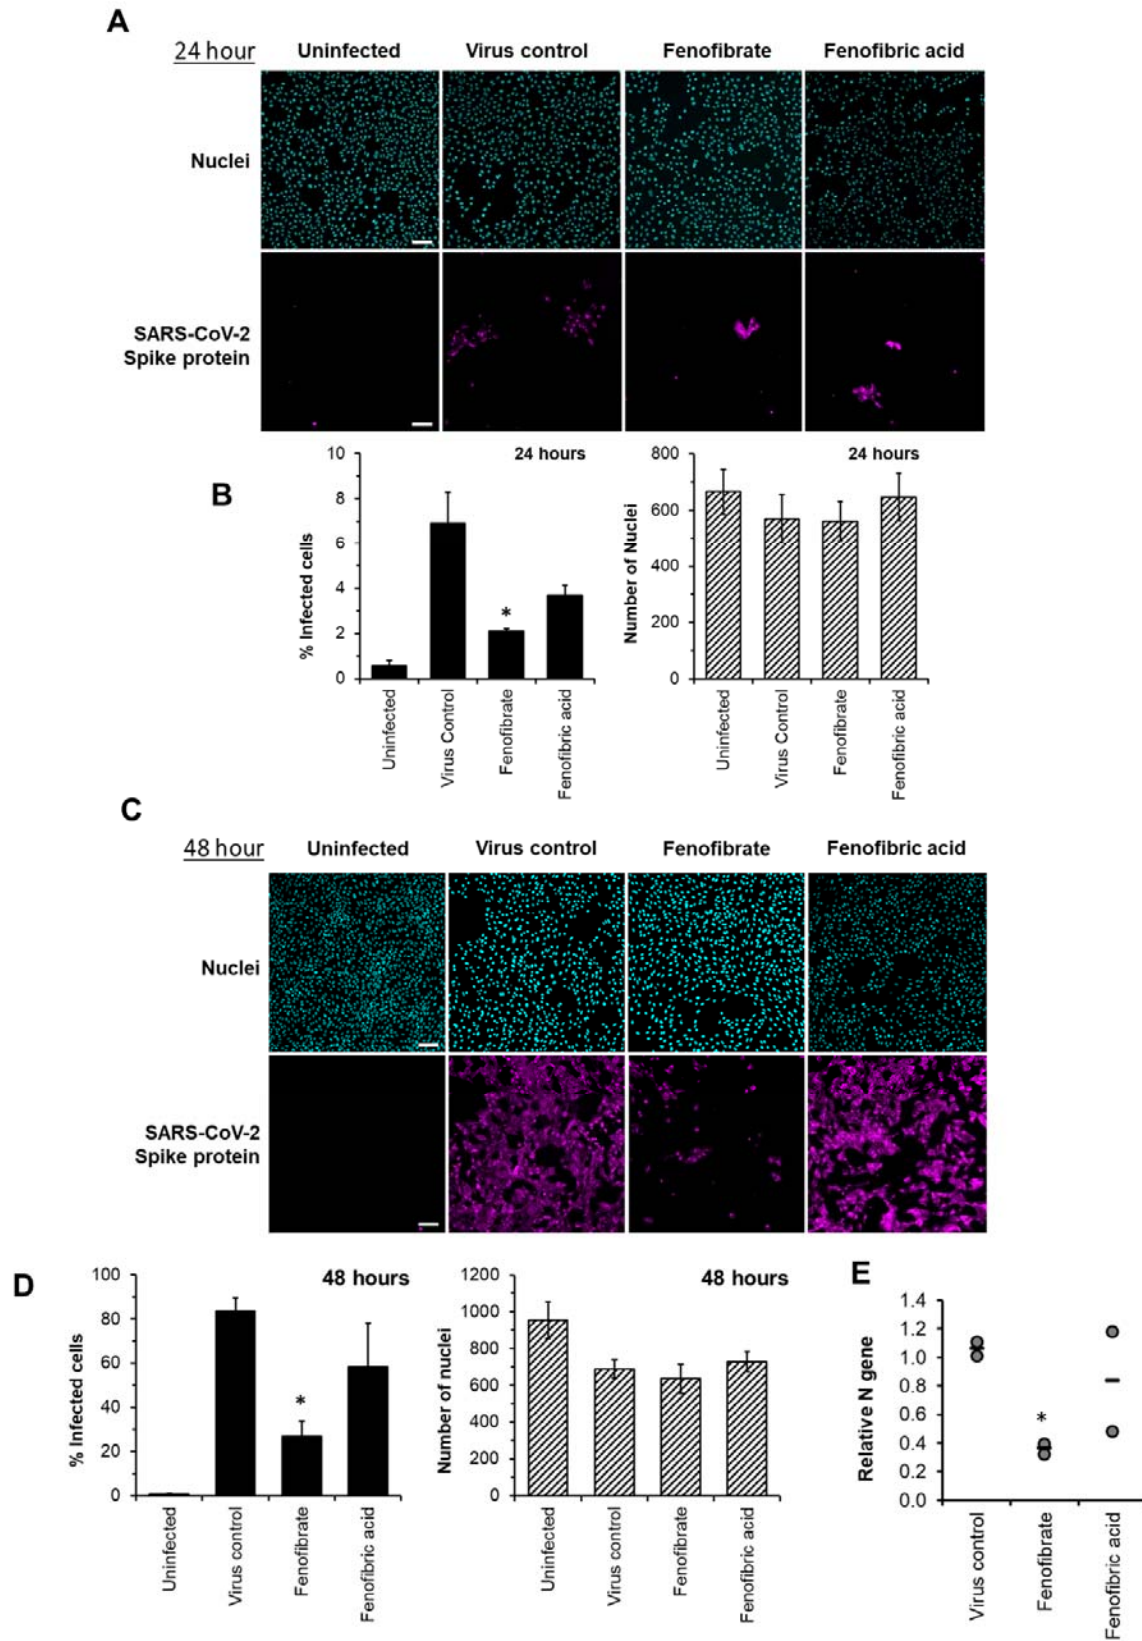 A
24 hour Uninfected Virus control Fenofibrate Fenofibric acid
Nuclei
SARS-CoV-2
Spike protein
B
24 hours
% Infected cells
10
8
6
4
2
0
Uninfected
Virus Control
Fenofibrate
*
Fenofibric acid
24 hours
Number of Nuclei
800
600
400
200
0
Uninfected
Virus Control
Fenofibrate
Fenofibric acid
C
48 hour Uninfected Virus control Fenofibrate Fenofibric acid
Nuclei
SARS-CoV-2
Spike protein
D
48 hours
% Infected cells
100
80
60
40
20
0
Uninfected
Virus control
Fenofibrate
*
Fenofibric acid
48 hours
Number of nuclei
1200
1000
800
600
400
200
0
Uninfected
Virus control
Fenofibrate
Fenofibric acid
E
Relative N gene
1.4
1.2
1.0
0.8
0.6
0.4
0.2
0.0
*
Virus control
Fenofibrate
Fenofibric acid